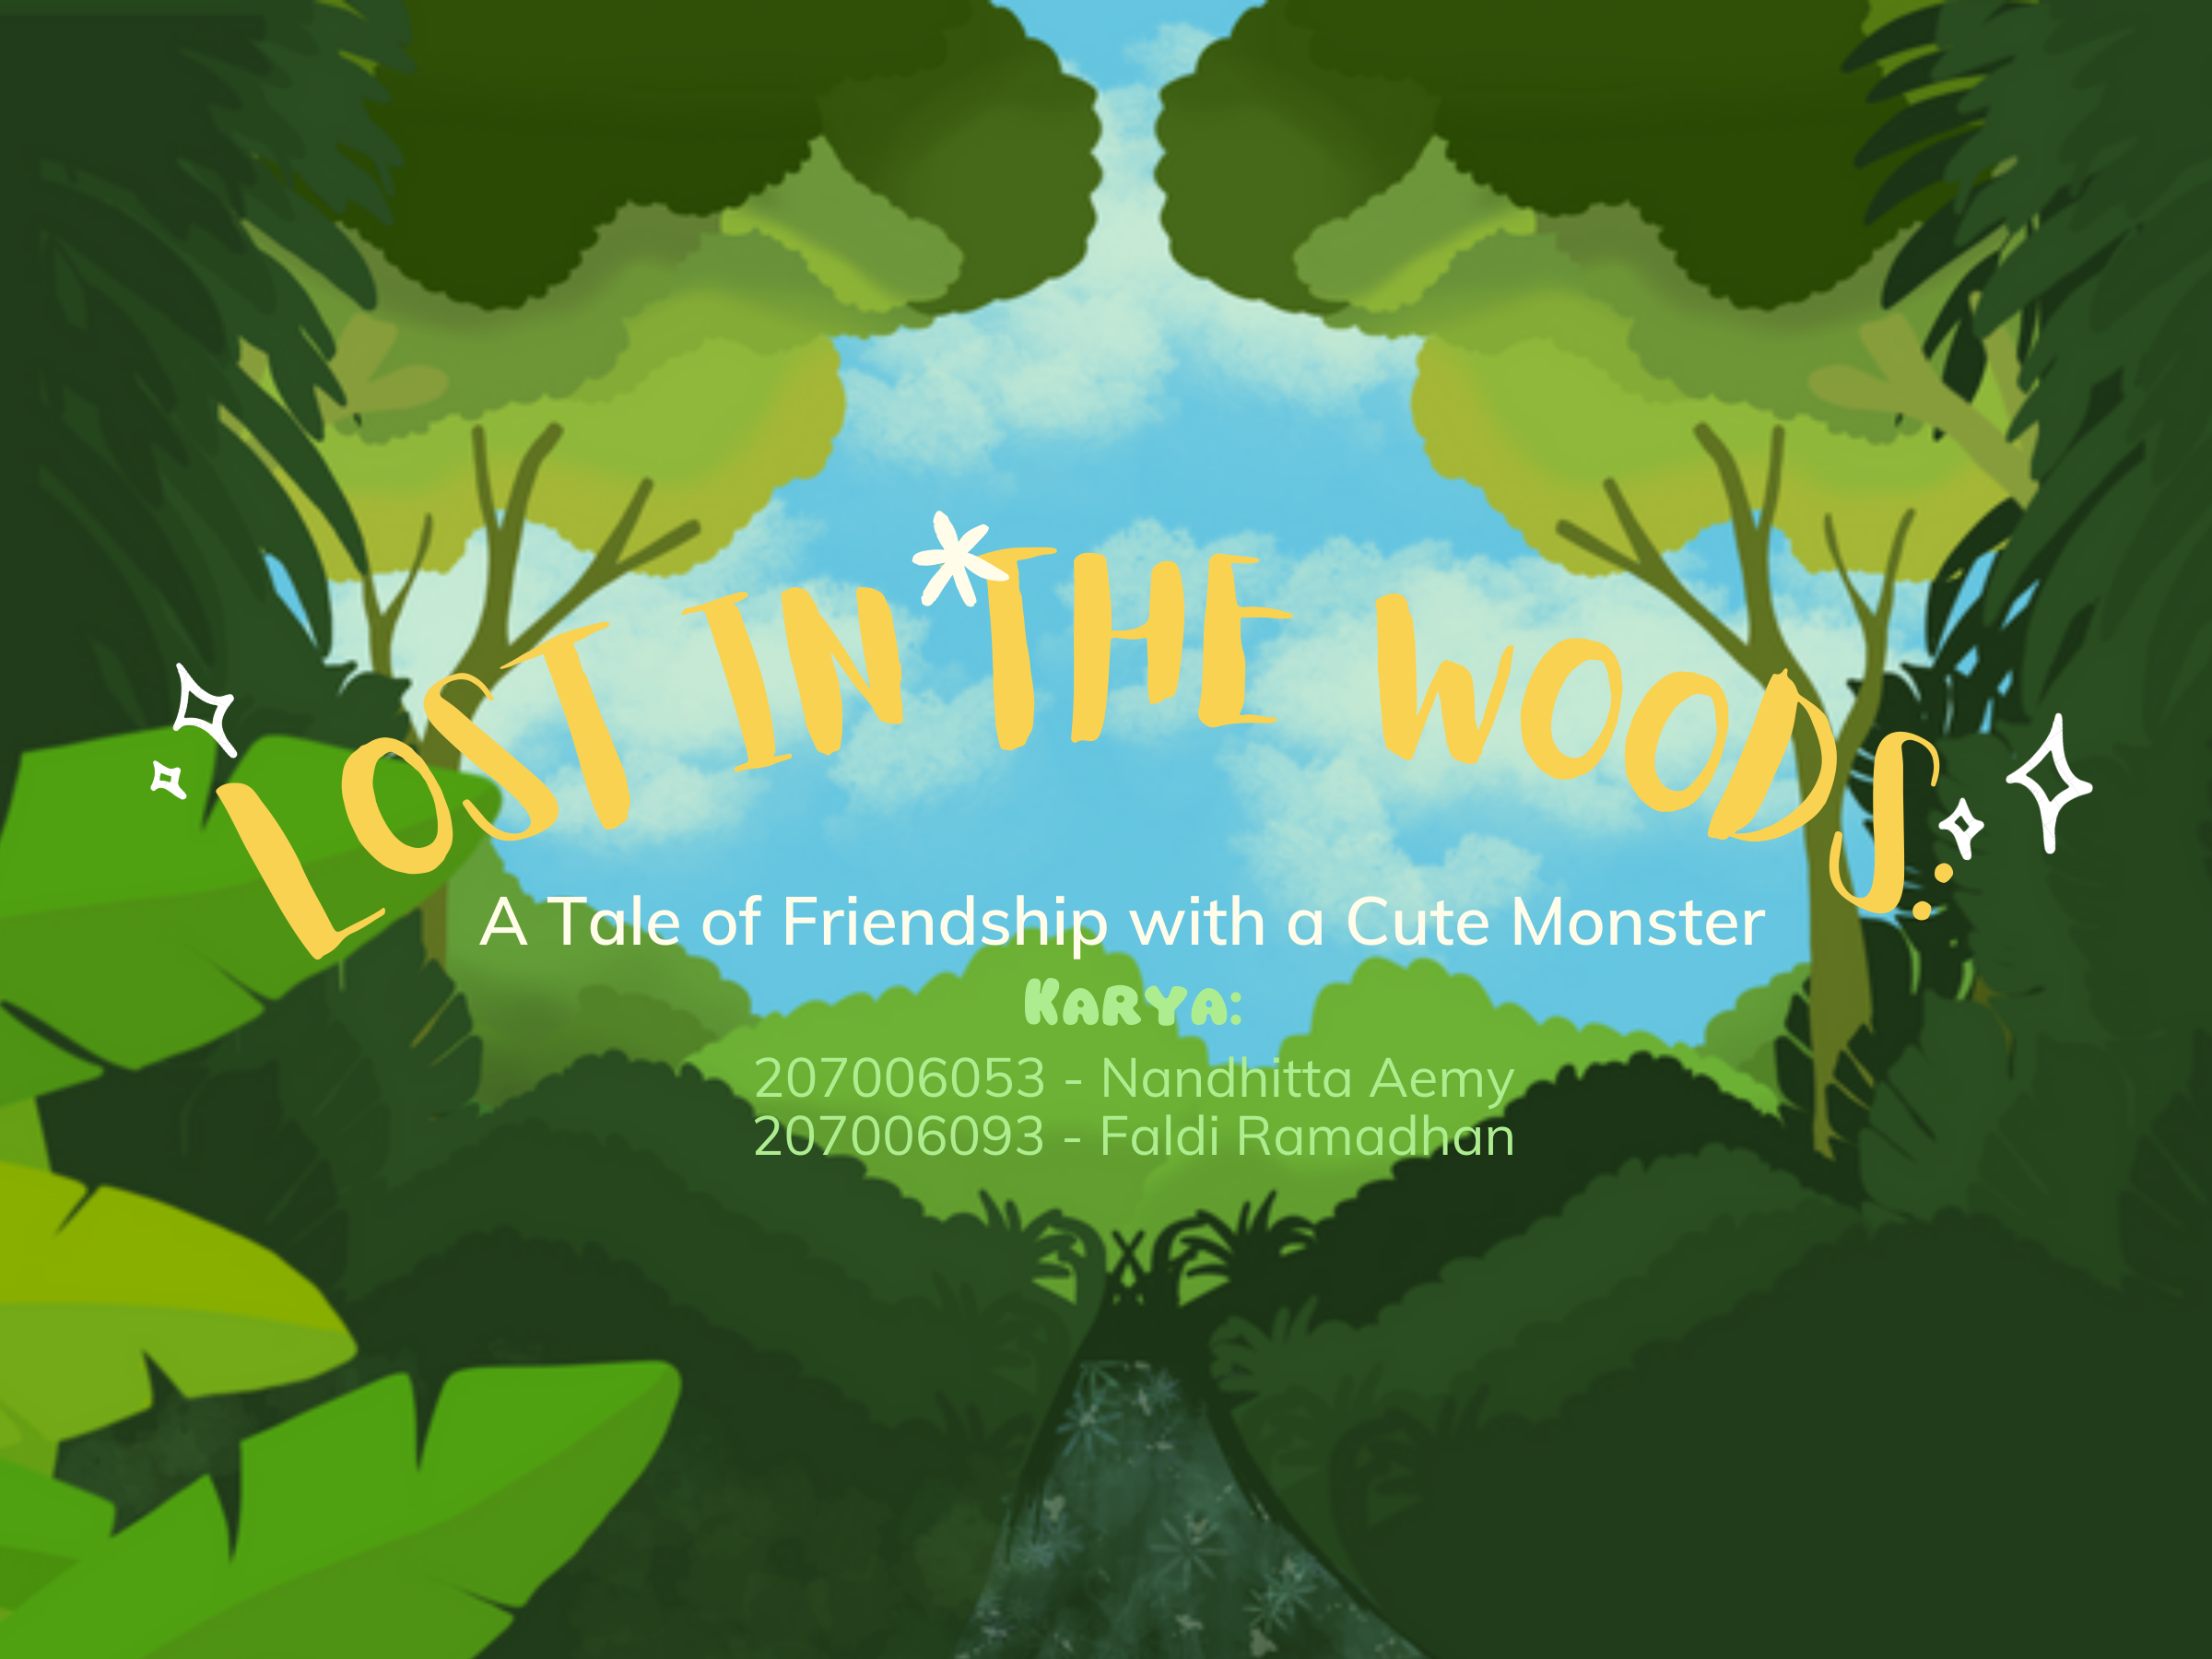 LOST IN THE WOODS:
A Tale of Friendship with a Cute Monster
KARYA:
207006053 - Nandhitta Aemy
207006093 - Faldi Ramadhan